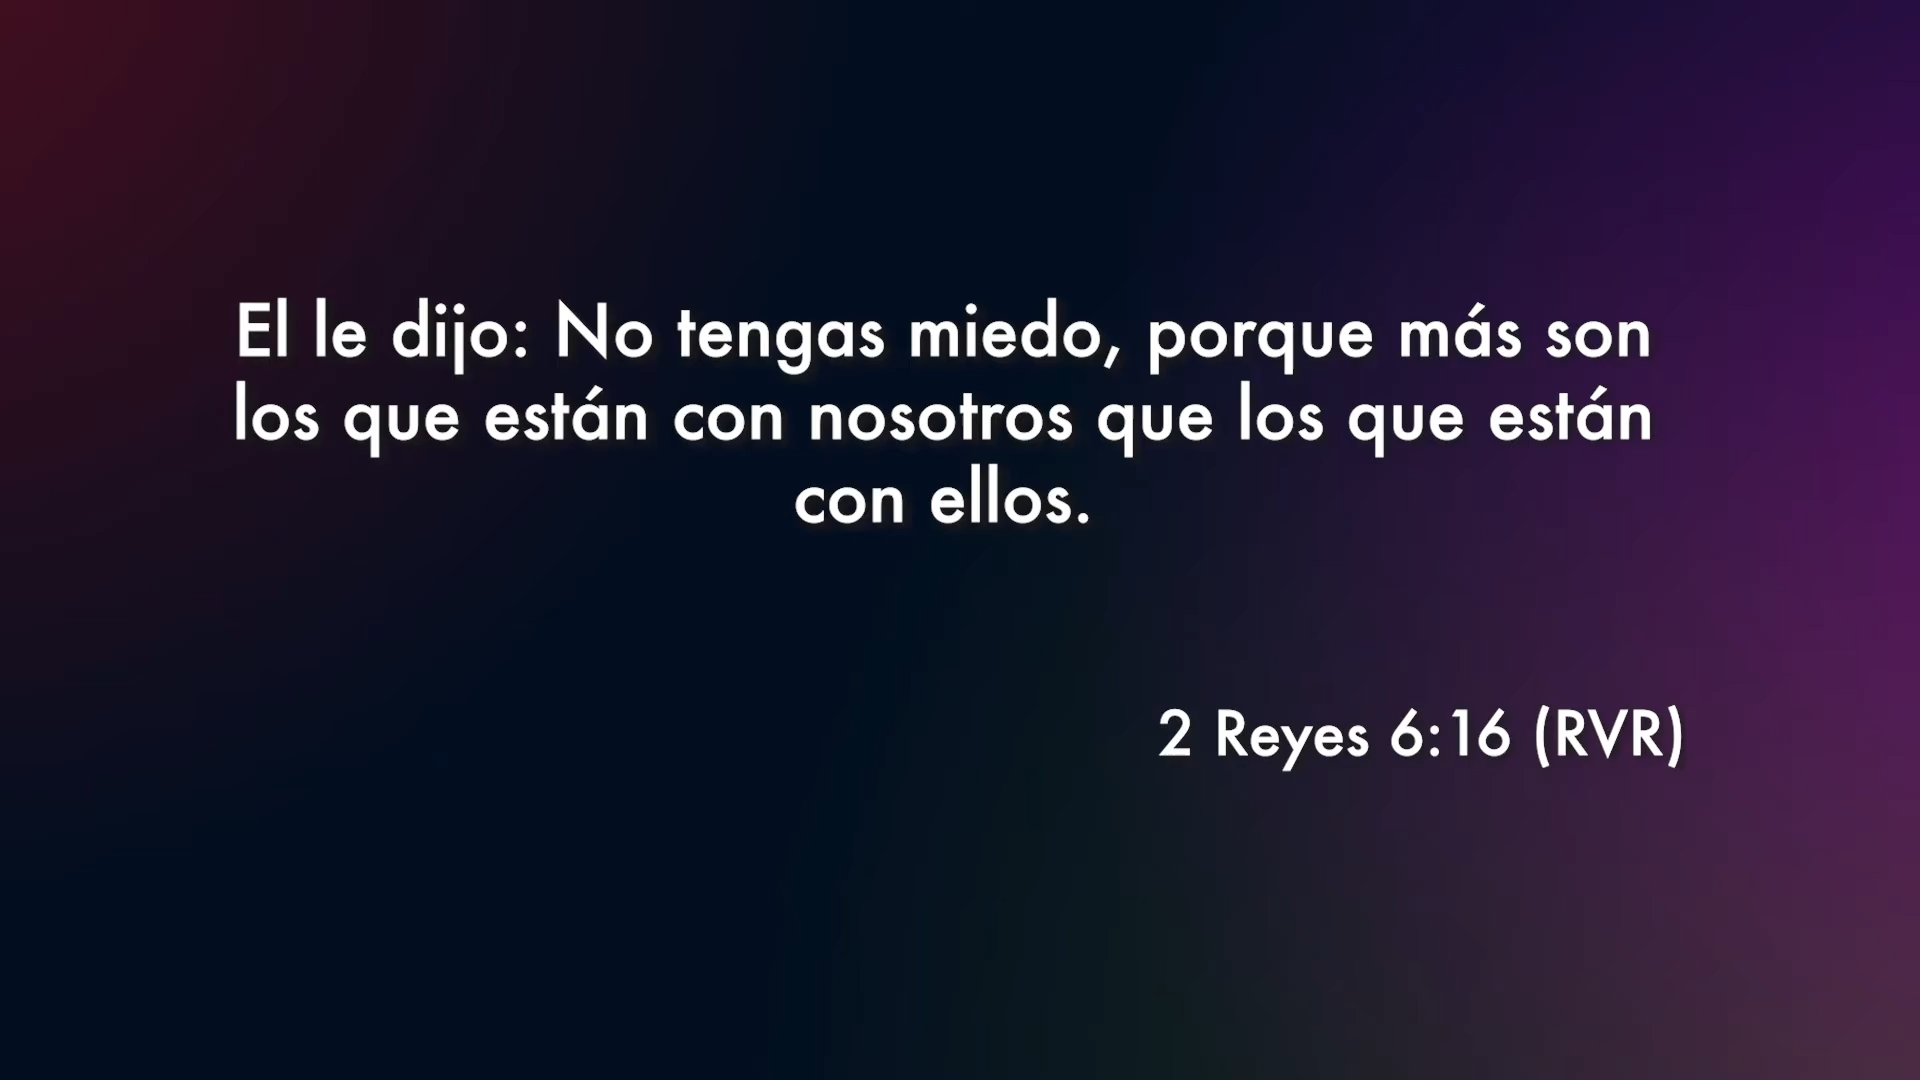 El le dijo: No tengas miedo, porque más son
los que están con nosotros que los que están
con ellos.
2 Reyes 6:16 (RVR)